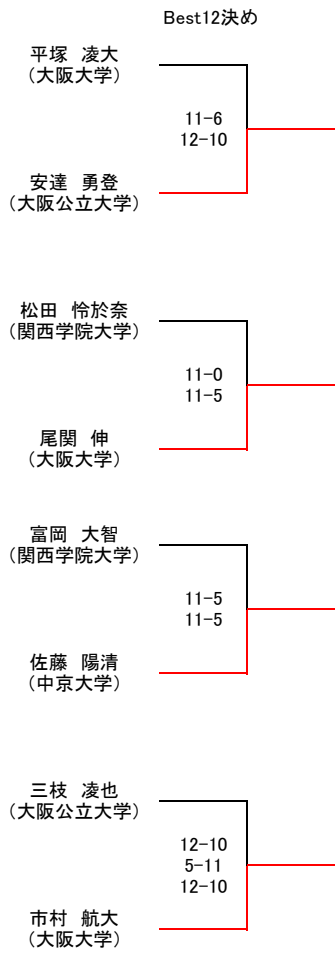 Best12決め
平塚 凌大
(大阪大学)
11-6
12-10
安達 勇登
(大阪公立大学)
松田 怜於奈
(関西学院大学)
11-0
11-5
尾関 伸
(大阪大学)
富岡 大智
(関西学院大学)
11-5
11-5
佐藤 陽清
(中京大学)
三枝 凌也
(大阪公立大学)
12-10
5-11
12-10
市村 航大
(大阪大学)